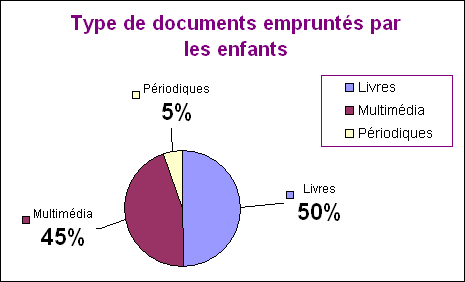 Type de documents empruntés par
les enfants
Périodiques
5%
Livres
Multimédia
Périodiques
Livres
50%
Multimédia
45%